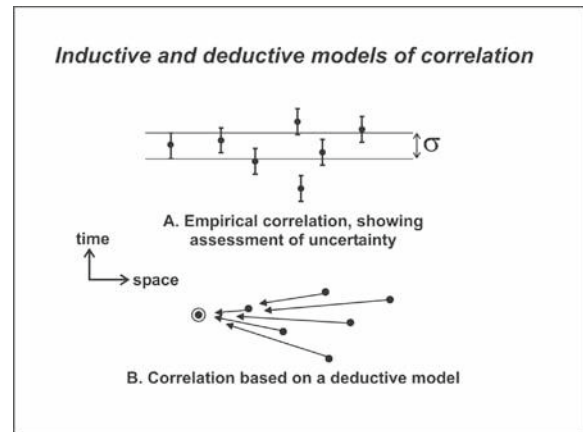 Inductive and deductive models of correlation
σ
A. Empirical correlation, showing
assessment of uncertainty
time
space
B. Correlation based on a deductive model